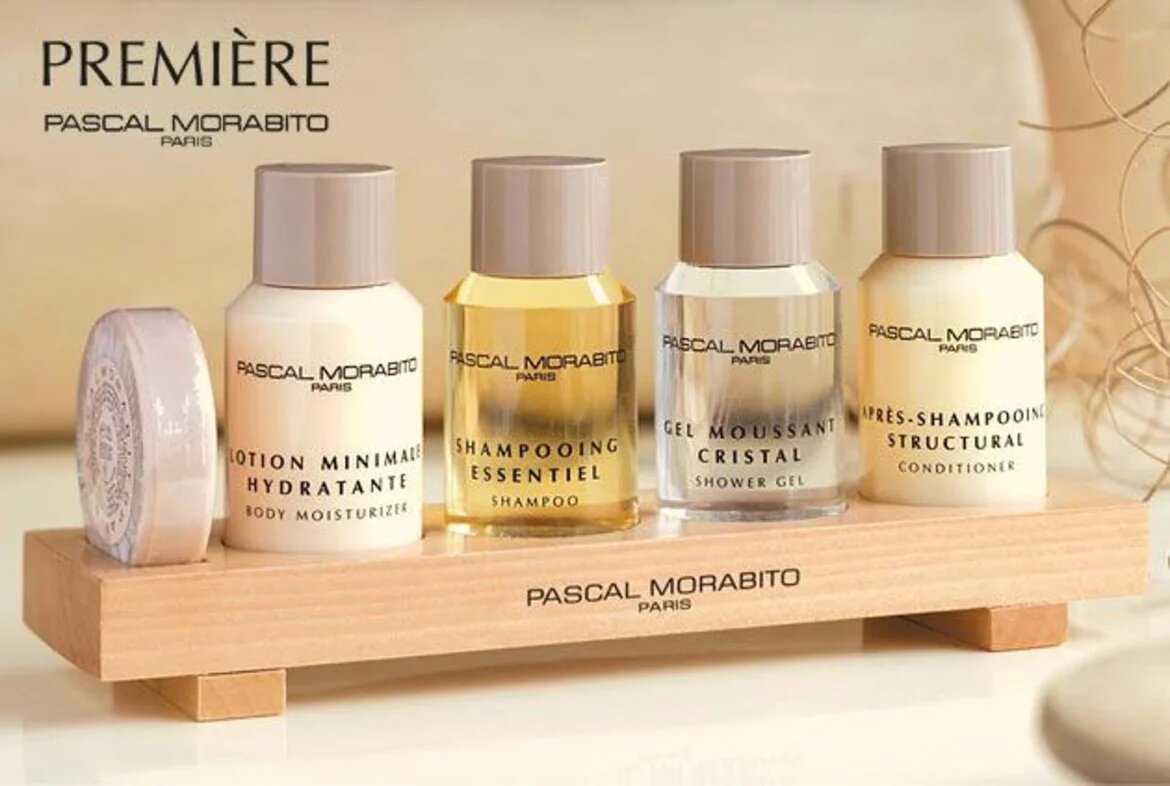 PREMIÈRE
PASCAL MORABITO
PARIS
PASCAL MORABITO
PARIS
LOTION MINIMALE
HYDRATANTE
BODY MOISTURIZER
PASCAL MORABITO
PARIS
SHAMPOOING
ESSENTIEL
SHAMPOO
PASCAL MORABITO
PARIS
GEL MOUSSANT
CRISTAL
SHOWER GEL
PASCAL MORABITO
PARIS
APRÈS-SHAMPOOING
STRUCTURAL
CONDITIONER
PASCAL MORABITO
PARIS